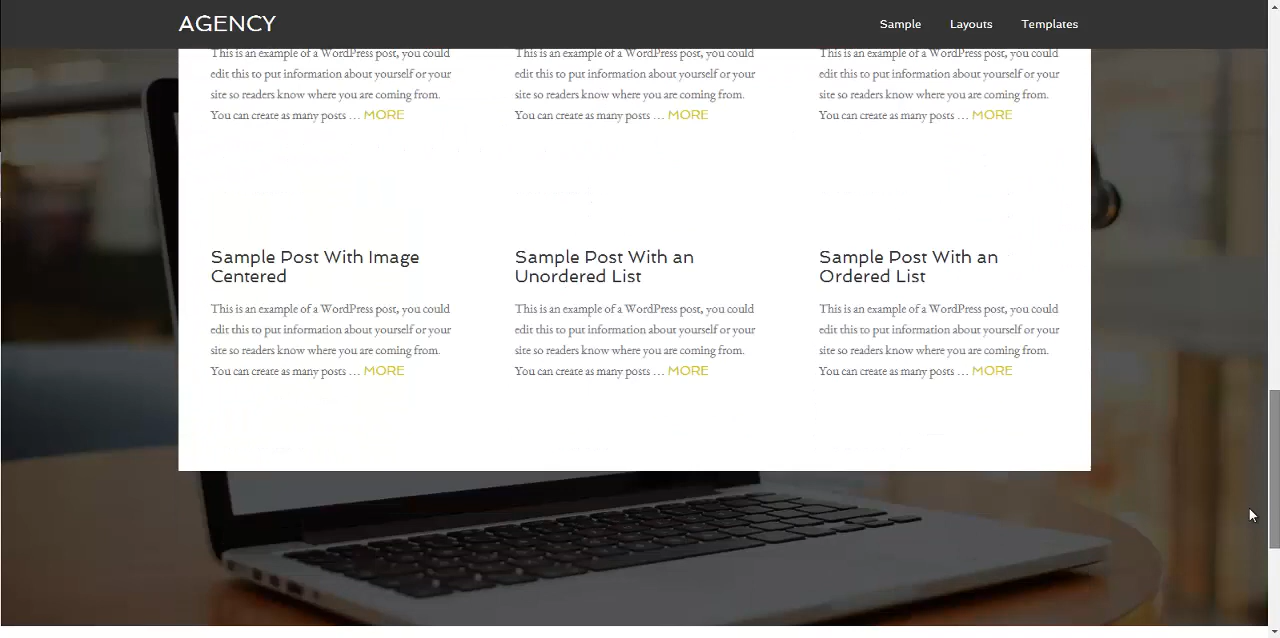 AGENCY Sample Layouts Templates
This is an example of a WordPress post, you could
edit this to put information about yourself or your
site so readers know where you are coming from.
You can create as many posts … MORE
This is an example of a WordPress post, you could
edit this to put information about yourself or your
site so readers know where you are coming from.
You can create as many posts … MORE
This is an example of a WordPress post, you could
edit this to put information about yourself or your
site so readers know where you are coming from.
You can create as many posts … MORE
Sample Post With Image
Centered
This is an example of a WordPress post, you could
edit this to put information about yourself or your
site so readers know where you are coming from.
You can create as many posts … MORE
Sample Post With an
Unordered List
This is an example of a WordPress post, you could
edit this to put information about yourself or your
site so readers know where you are coming from.
You can create as many posts … MORE
Sample Post With an
Ordered List
This is an example of a WordPress post, you could
edit this to put information about yourself or your
site so readers know where you are coming from.
You can create as many posts … MORE